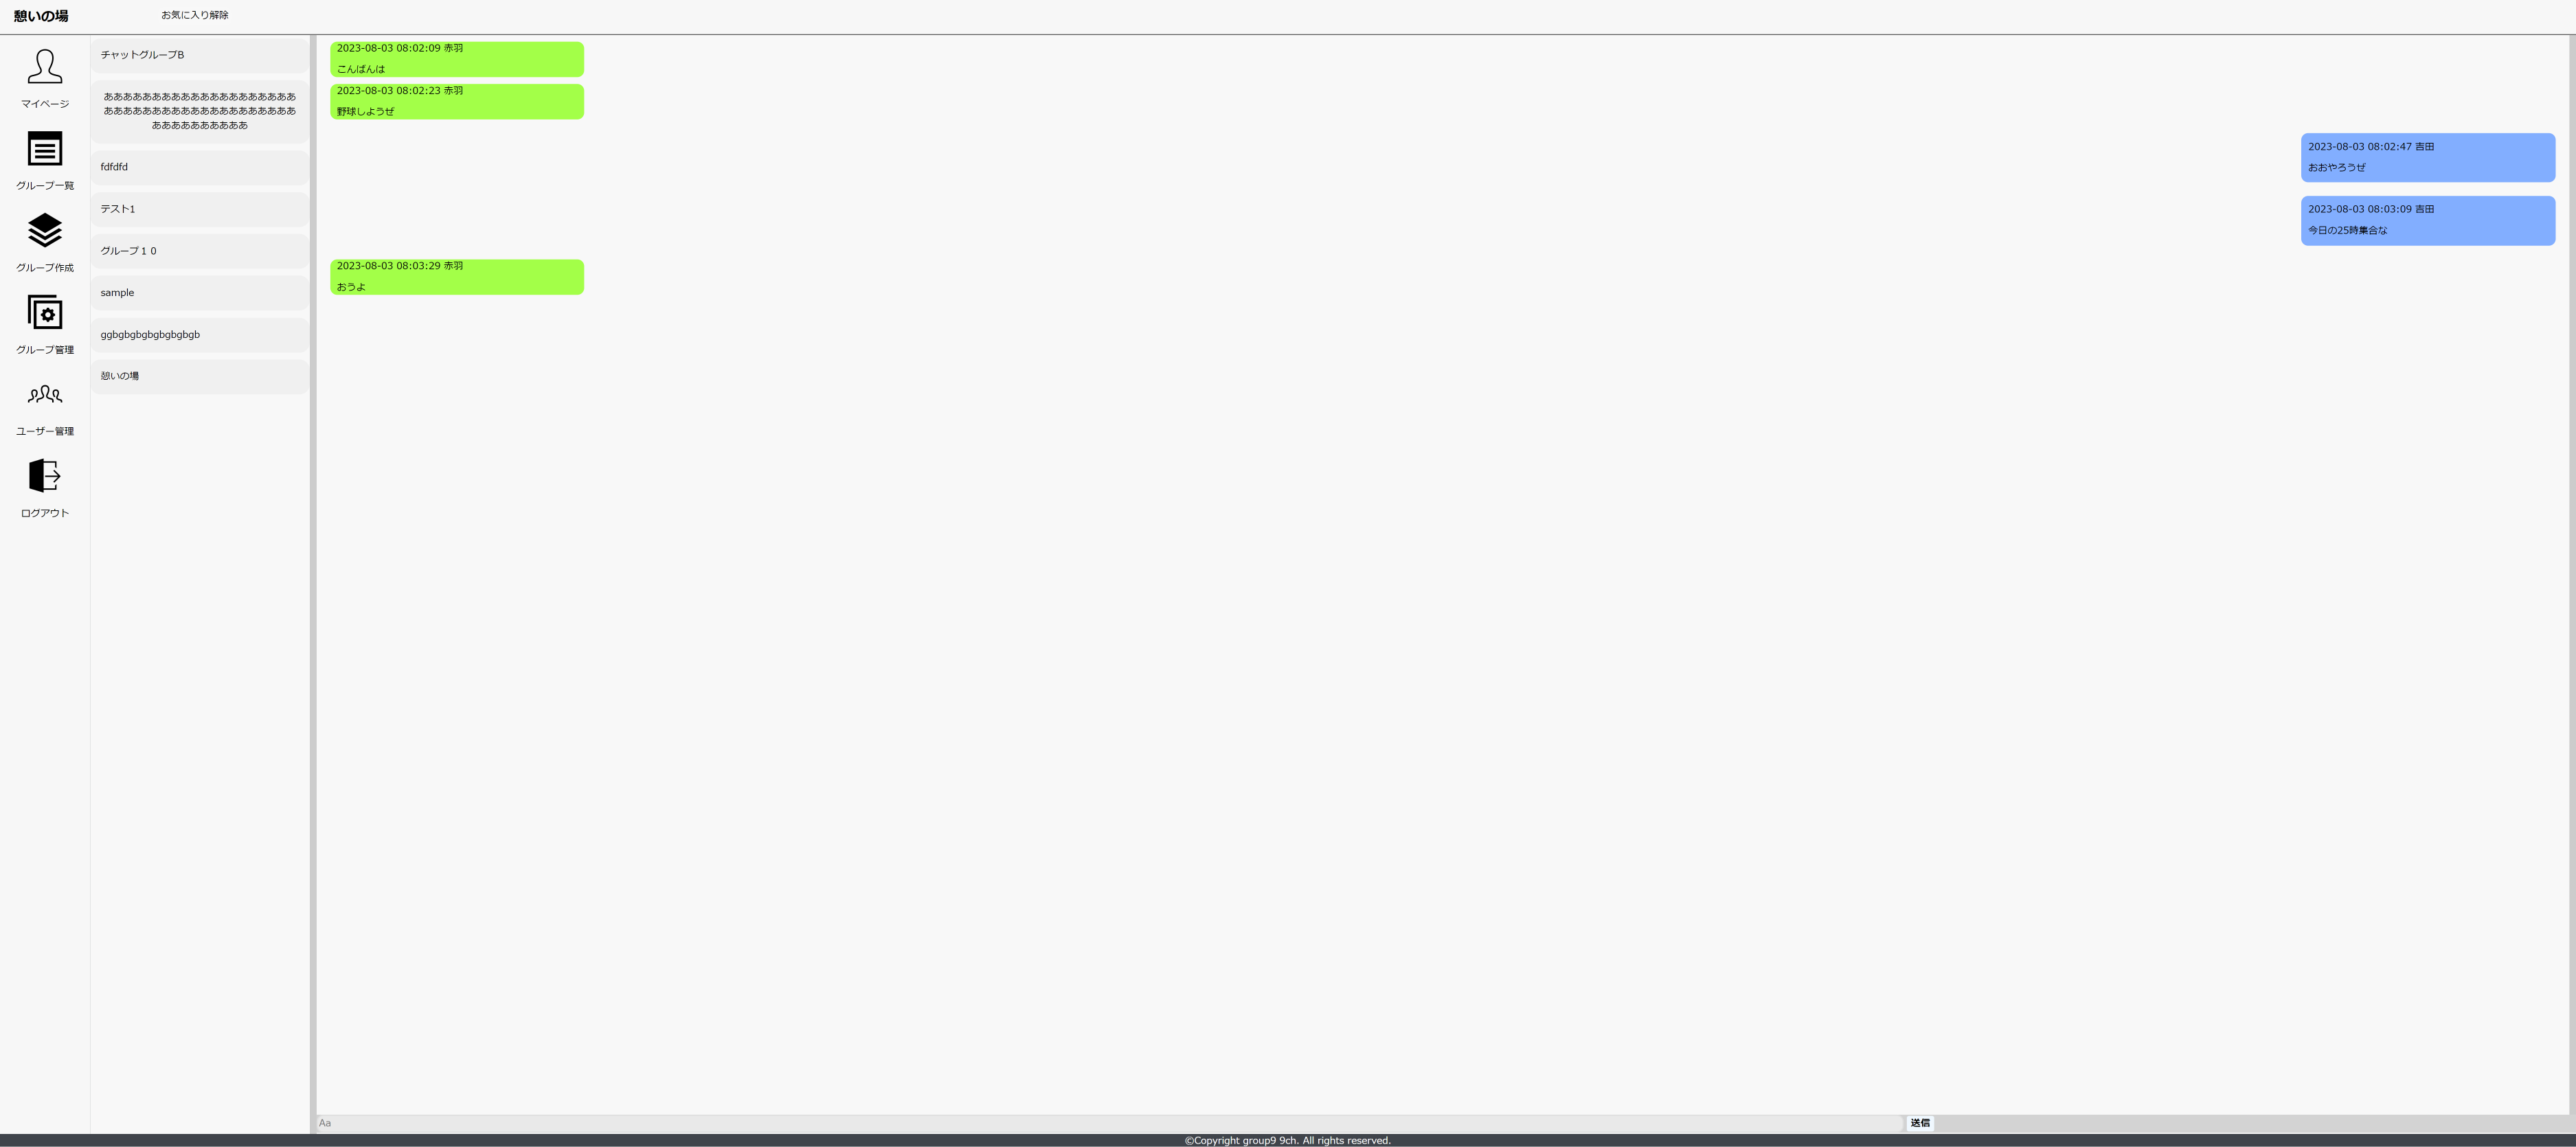 憩いの場
お気に入り解除
マイページ
グループ一覧
グループ作成
グループ管理
ユーザー管理
ログアウト
チャットグループB
ああああああああああああああああああああ
ああああああああああああああああああああ
ああああああああああ
fdfdfd
テスト1
グループ１０
sample
ggbgbgbgbgbgbgbgb
憩いの場
2023-08-03 08:02:09 赤羽
こんばんは
2023-08-03 08:02:23 赤羽
野球しようぜ
2023-08-03 08:02:47 吉田
おおやろうぜ
2023-08-03 08:03:09 吉田
今日の25時集合な
2023-08-03 08:03:29 赤羽
おうよ
Aa
送信
©Copyright group9 9ch. All rights reserved.